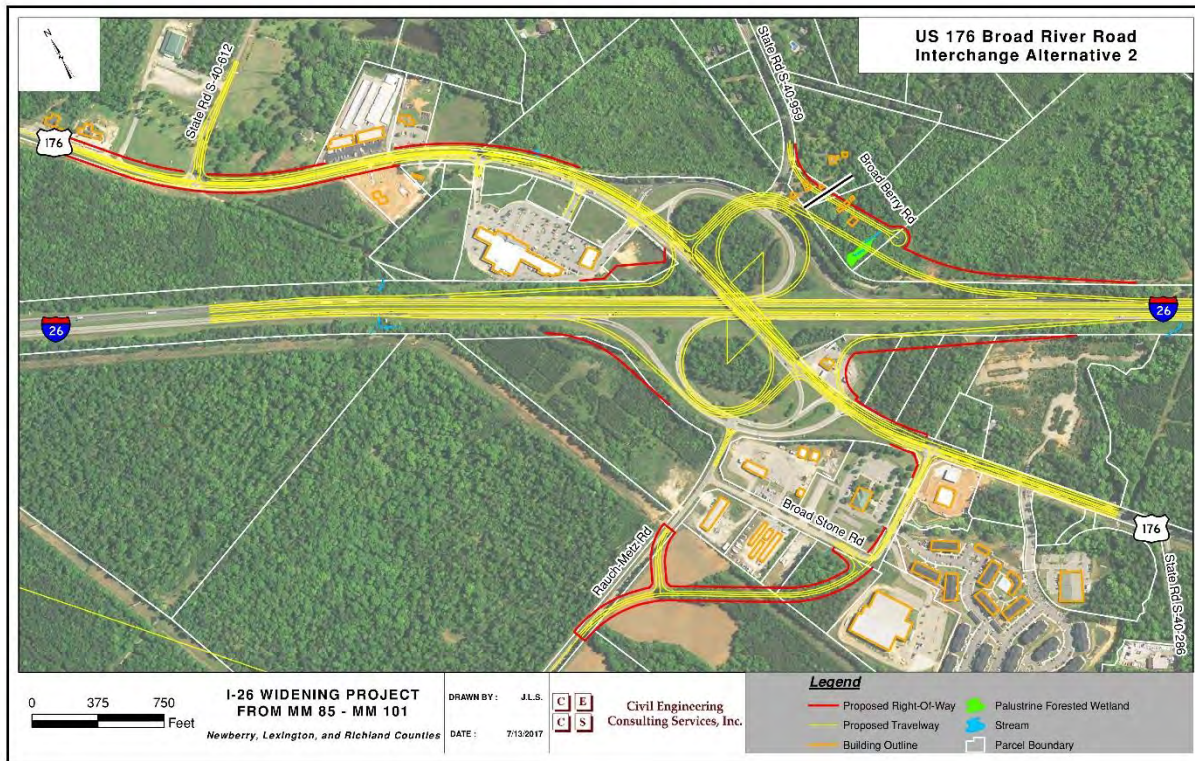 N
US 176 Broad River Road
Interchange Alternative 2
State Rd S-40-612
State Rd S-40-959
176
Broad Berry Rd
26
26
Broad Stone Rd
Rauch-Metz Rd
176
State Rd S-40-286
0 375 750
Feet
I-26 WIDENING PROJECT
FROM MM 85 - MM 101
Newberry, Lexington, and Richland Counties
DRAWN BY : J.L.S.
DATE : 7/13/2017
C E
C S
Civil Engineering
Consulting Services, Inc.
Legend
Proposed Right-Of-Way
Proposed Travelway
Building Outline
Palustrine Forested Wetland
Stream
Parcel Boundary